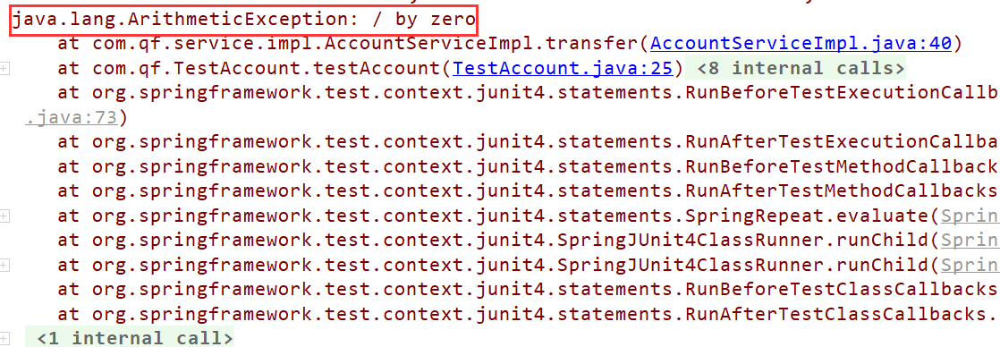 java.lang.ArithmeticException: / by zero
at com.qf.service.impl.AccountServiceImpl.transfer(AccountServiceImpl.java:40)
at com.qf.TestAccount.testAccount(TestAccount.java:25) <8 internal calls>
at org.springframework.test.context.junit4.statements.RunBeforeTestExecutionCallb
.java:73)
at org.springframework.test.context.junit4.statements.RunAfterTestExecutionCallba
at org.springframework.test.context.junit4.statements.RunBeforeTestMethodCallback
at org.springframework.test.context.junit4.statements.RunAfterTestMethodCallbacks
at org.springframework.test.context.junit4.statements.SpringRepeat.evaluate(Sprin
at org.springframework.test.context.junit4.SpringJUnit4ClassRunner.runChild(Sprin
at org.springframework.test.context.junit4.SpringJUnit4ClassRunner.runChild(Sprin
at org.springframework.test.context.junit4.statements.RunBeforeTestClassCallbacks
at org.springframework.test.context.junit4.statements.RunAfterTestClassCallbacks.
<1 internal call>